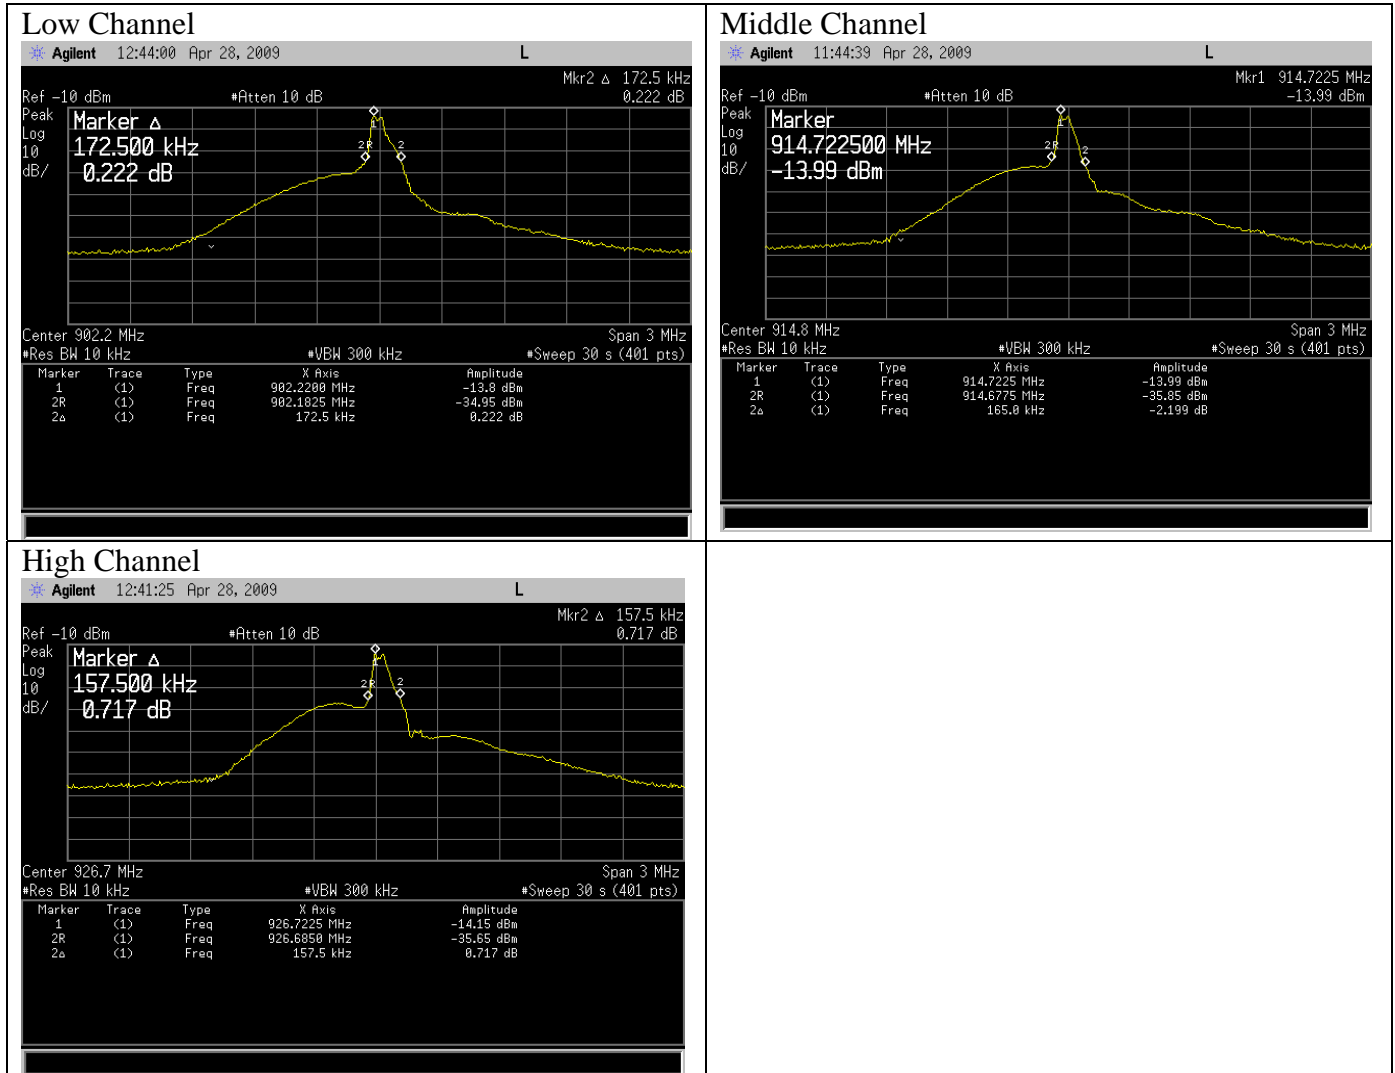 Low Channel
Agilent 12:44:00 Apr 28, 2009 L
Mkr2 Δ 172.5 kHz
Ref -10 dBm #Atten 10 dB 0.222 dB
Peak
Log
10
dB/
Marker Δ
172.500 kHz
0.222 dB
1
2R 2
Center 902.2 MHz Span 3 MHz
#Res BW 10 kHz #VBW 300 kHz #Sweep 30 s (401 pts)
Marker Trace Type X Axis Amplitude
1 (1) Freq 902.2200 MHz -13.8 dBm
2R (1) Freq 902.1825 MHz -34.95 dBm
2Δ (1) Freq 172.5 kHz 0.222 dB
Middle Channel
Agilent 11:44:39 Apr 28, 2009 L
Mkr1 914.7225 MHz
Ref -10 dBm #Atten 10 dB -13.99 dBm
Peak
Log
10
dB/
Marker
914.722500 MHz
-13.99 dBm
1
2R 2
Center 914.8 MHz Span 3 MHz
#Res BW 10 kHz #VBW 300 kHz #Sweep 30 s (401 pts)
Marker Trace Type X Axis Amplitude
1 (1) Freq 914.7225 MHz -13.99 dBm
2R (1) Freq 914.6775 MHz -35.85 dBm
2Δ (1) Freq 165.0 kHz -2.199 dB
High Channel
Agilent 12:41:25 Apr 28, 2009 L
Mkr2 Δ 157.5 kHz
Ref -10 dBm #Atten 10 dB 0.717 dB
Peak
Log
10
dB/
Marker Δ
157.500 kHz
0.717 dB
1
2R 2
Center 926.7 MHz Span 3 MHz
#Res BW 10 kHz #VBW 300 kHz #Sweep 30 s (401 pts)
Marker Trace Type X Axis Amplitude
1 (1) Freq 926.7225 MHz -14.15 dBm
2R (1) Freq 926.6850 MHz -35.65 dBm
2Δ (1) Freq 157.5 kHz 0.717 dB